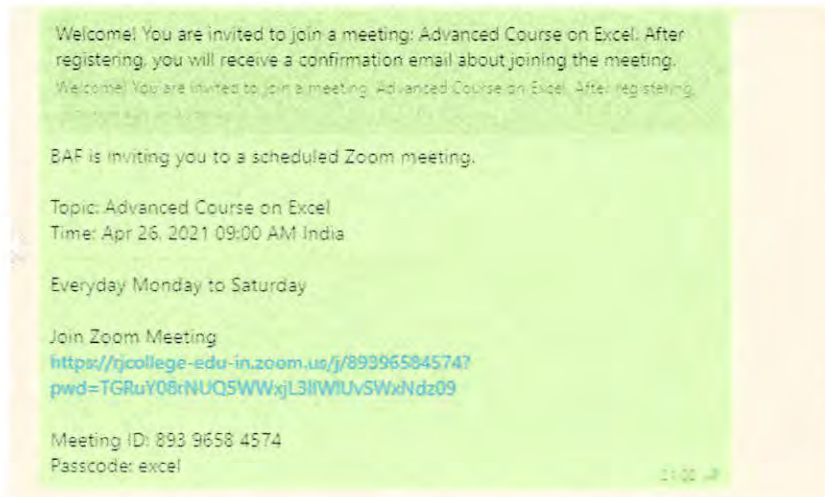 Welcome! You are invited to join a meeting: Advanced Course on Excel. After
registering, you will receive a confirmation email about joining the meeting.
Welcome! You are invited to join a meeting: Advanced Course on Excel. After registering,
BAF is inviting you to a scheduled Zoom meeting.
Topic: Advanced Course on Excel
Time: Apr 26, 2021 09:00 AM India
Everyday Monday to Saturday
Join Zoom Meeting
https://rjcollege-edu-in.zoom.us/j/89396584574?
Meeting ID: 893 9658 4574
Passcode: excel